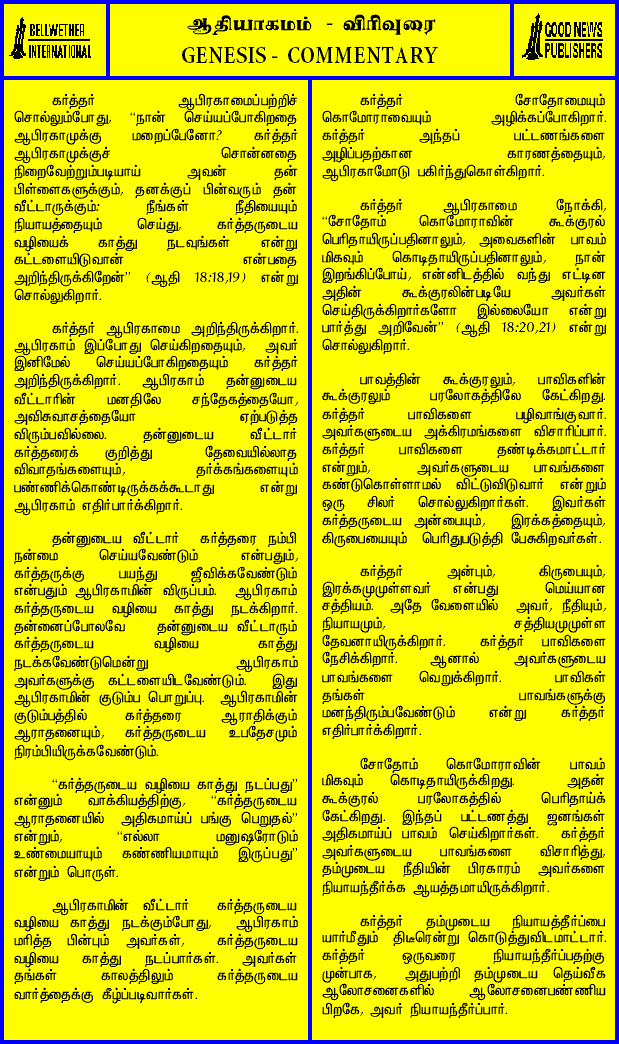 BELLWETHER
INTERNATIONAL
ஆதியாகமம் - விரிவுரை
GENESIS - COMMENTARY
GOOD NEWS
PUBLISHERS
கர்த்தர் ஆபிரகாமைப்பற்றிச்
சொல்லும்போது, “நான் செய்யப்போகிறதை
ஆபிரகாமுக்கு மறைப்பேனோ? கர்த்தர்
ஆபிரகாமுக்குச் சொன்னதை
நிறைவேற்றும்படியாய் அவன் தன்
பிள்ளைகளுக்கும், தனக்குப் பின்வரும் தன்
வீட்டாருக்கும்: நீங்கள் நீதியையும்
நியாயத்தையும் செய்து, கர்த்தருடைய
வழியைக் காத்து நடவுங்கள் என்று
கட்டளையிடுவான் என்பதை
அறிந்திருக்கிறேன்” (ஆதி 18:18,19) என்று
சொல்லுகிறார்.
கர்த்தர் ஆபிரகாமை அறிந்திருக்கிறார்.
ஆபிரகாம் இப்போது செய்கிறதையும், அவர்
இனிமேல் செய்யப்போகிறதையும் கர்த்தர்
அறிந்திருக்கிறார். ஆபிரகாம் தன்னுடைய
வீட்டாரின் மனதிலே சந்தேகத்தையோ,
அவிசுவாசத்தையோ ஏற்படுத்த
விரும்பவில்லை. தன்னுடைய வீட்டார்
கர்த்தரைக் குறித்து தேவையில்லாத
விவாதங்களையும், தர்க்கங்களையும்
பண்ணிக்கொண்டிருக்கக்கூடாது என்று
ஆபிரகாம் எதிர்பார்க்கிறார்.
தன்னுடைய வீட்டார் கர்த்தரை நம்பி
நன்மை செய்யவேண்டும் என்பதும்,
கர்த்தருக்கு பயந்து ஜீவிக்கவேண்டும்
என்பதும் ஆபிரகாமின் விருப்பம். ஆபிரகாம்
கர்த்தருடைய வழியை காத்து நடக்கிறார்.
தன்னைப்போலவே தன்னுடைய வீட்டாரும்
கர்த்தருடைய வழியை காத்து
நடக்கவேண்டுமென்று ஆபிரகாம்
அவர்களுக்கு கட்டளையிடவேண்டும். இது
ஆபிரகாமின் குடும்ப பொறுப்பு. ஆபிரகாமின்
குடும்பத்தில் கர்த்தரை ஆராதிக்கும்
ஆராதனையும், கர்த்தருடைய உபதேசமும்
நிரம்பியிருக்கவேண்டும்.
“கர்த்தருடைய வழியை காத்து நடப்பது”
என்னும் வாக்கியத்திற்கு, “கர்த்தருடைய
ஆராதனையில் அதிகமாய்ப் பங்கு பெறுதல்”
என்றும், “எல்லா மனுஷரோடும்
உண்மையாயும் கண்ணியமாயும் இருப்பது”
என்றும் பொருள்.
ஆபிரகாமின் வீட்டார் கர்த்தருடைய
வழியை காத்து நடக்கும்போது, ஆபிரகாம்
மரித்த பின்பும் அவர்கள், கர்த்தருடைய
வழியை காத்து நடப்பார்கள். அவர்கள்
தங்கள் காலத்திலும் கர்த்தருடைய
வார்த்தைக்கு கீழ்ப்படிவார்கள்.
கர்த்தர் சோதோமையும்
கொமோராவையும் அழிக்கப்போகிறார்.
கர்த்தர் அந்தப் பட்டணங்களை
அழிப்பதற்கான காரணத்தையும்,
ஆபிரகாமோடு பகிர்ந்துகொள்கிறார்.
கர்த்தர் ஆபிரகாமை நோக்கி,
“சோதோம் கொமோராவின் கூக்குரல்
பெரிதாயிருப்பதினாலும், அவைகளின் பாவம்
மிகவும் கொடிதாயிருப்பதினாலும், நான்
இறங்கிப்போய், என்னிடத்தில் வந்து எட்டின
அதின் கூக்குரலின்படியே அவர்கள்
செய்திருக்கிறார்களோ இல்லையோ என்று
பார்த்து அறிவேன்” (ஆதி 18:20,21) என்று
சொல்லுகிறார்.
பாவத்தின் கூக்குரலும், பாவிகளின்
கூக்குரலும் பரலோகத்திலே கேட்கிறது.
கர்த்தர் பாவிகளை பழிவாங்குவார்.
அவர்களுடைய அக்கிரமங்களை விசாரிப்பார்.
கர்த்தர் பாவிகளை தண்டிக்கமாட்டார்
என்றும், அவர்களுடைய பாவங்களை
கண்டுகொள்ளாமல் விட்டுவிடுவார் என்றும்
ஒரு சிலர் சொல்லுகிறார்கள். இவர்கள்
கர்த்தருடைய அன்பையும், இரக்கத்தையும்,
கிருபையையும் பெரிதுபடுத்தி பேசுகிறவர்கள்.
கர்த்தர் அன்பும், கிருபையும்,
இரக்கமுமுள்ளவர் என்பது மெய்யான
சத்தியம். அதே வேளையில் அவர், நீதியும்,
நியாயமும், சத்தியமுமுள்ள
தேவனாயிருக்கிறார். கர்த்தர் பாவிகளை
நேசிக்கிறார். ஆனால் அவர்களுடைய
பாவங்களை வெறுக்கிறார். பாவிகள்
தங்கள் பாவங்களுக்கு
மனந்திரும்பவேண்டும் என்று கர்த்தர்
எதிர்பார்க்கிறார்.
சோதோம் கொமோராவின் பாவம்
மிகவும் கொடிதாயிருக்கிறது. அதன்
கூக்குரல் பரலோகத்தில் பெரிதாய்க்
கேட்கிறது. இந்தப் பட்டணத்து ஜனங்கள்
அதிகமாய்ப் பாவம் செய்கிறார்கள். கர்த்தர்
அவர்களுடைய பாவங்களை விசாரித்து,
தம்முடைய நீதியின் பிரகாரம் அவர்களை
நியாயந்தீர்க்க ஆயத்தமாயிருக்கிறார்.
கர்த்தர் தம்முடைய நியாயத்தீர்ப்பை
யார்மீதும் திடீரென்று கொடுத்துவிடமாட்டார்.
கர்த்தர் ஒருவரை நியாயந்தீர்ப்பதற்கு
முன்பாக, அதுபற்றி தம்முடைய தெய்வீக
ஆலோசனைகளில் ஆலோசனைபண்ணிய
பிறகே, அவர் நியாயந்தீர்ப்பார்.